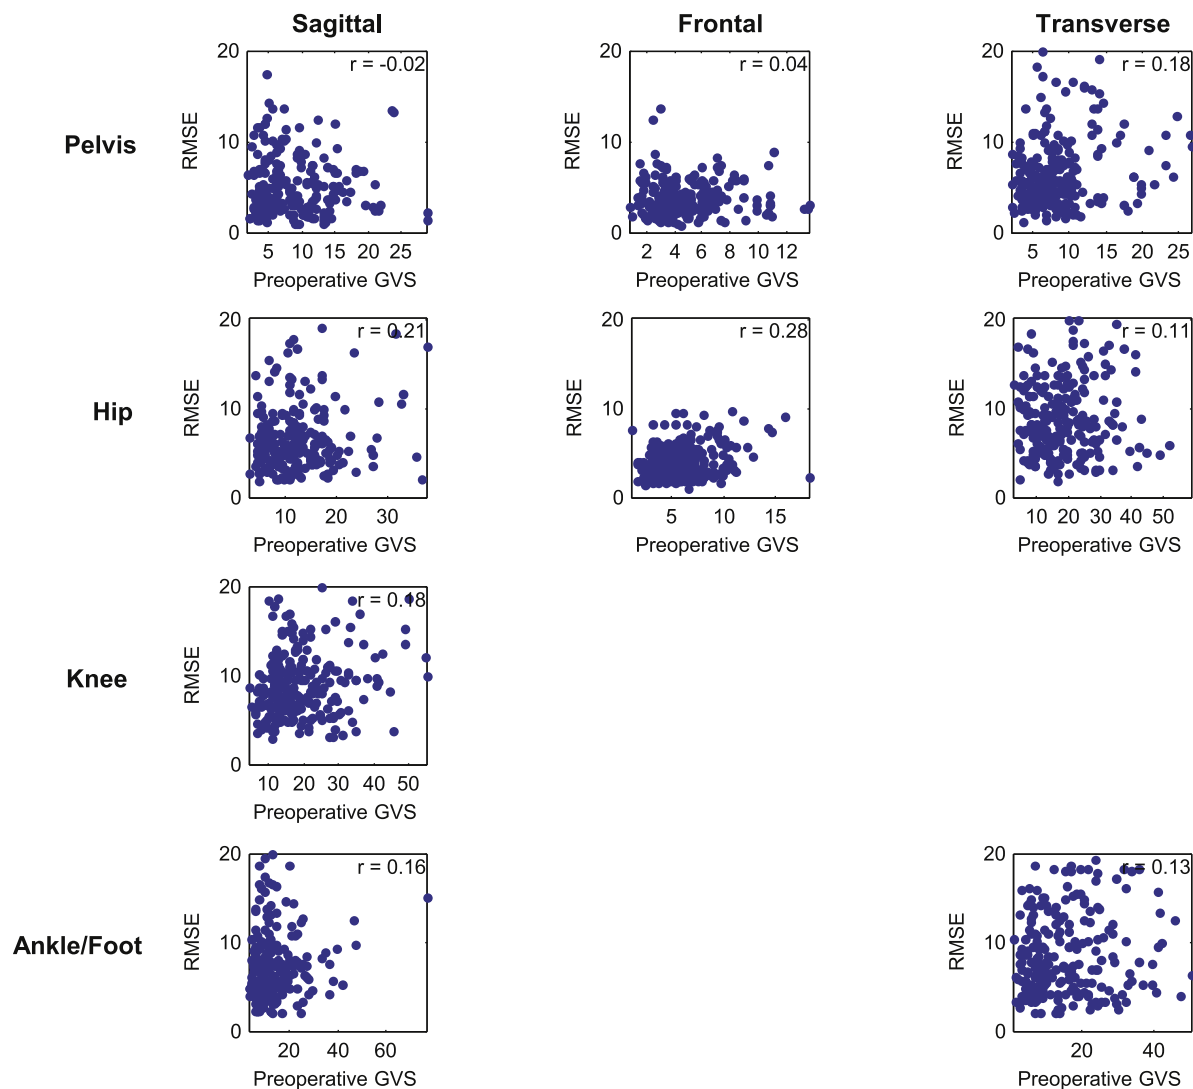 Sagittal Frontal Transverse
20 r = -0.02 20 r = 0.04 20 r = 0.18
Pelvis RMSE 10 RMSE 10 RMSE 10
0 0 0
5 10 15 20 25 2 4 6 8 10 12 5 10 15 20 25
Preoperative GVS Preoperative GVS Preoperative GVS
20 r = 0.21 20 r = 0.28 20 r = 0.11
Hip RMSE 10 RMSE 10 RMSE 10
0 0 0
10 20 30 5 10 15 10 20 30 40 50
Preoperative GVS Preoperative GVS Preoperative GVS
20 r = 0.18
Knee RMSE 10
0
10 20 30 40 50
Preoperative GVS
20 r = 0.16 20 r = 0.13
Ankle/Foot RMSE 10 RMSE 10
0 0
20 40 60 20 40
Preoperative GVS Preoperative GVS